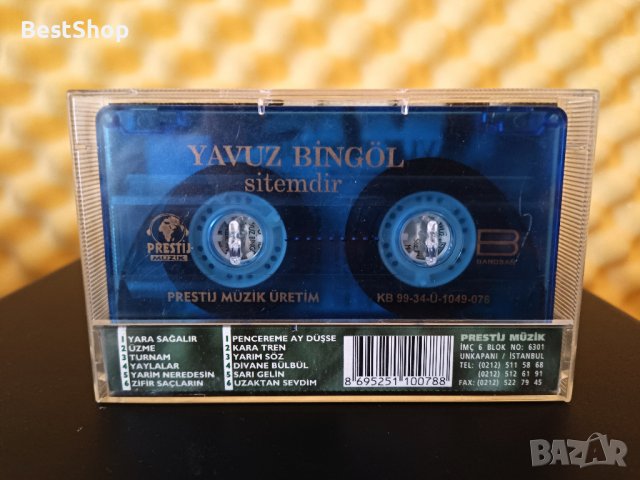 BestShop
YAVUZ BİNGÖL
sitemdir
PRESTİJ
MÜZİK
B
BANDSAN
PRESTİJ MÜZİK ÜRETİM
KB 99-34-Ü-1049-076
1 YARA SAĞALIR
2 ÜZME
3 TURNAM
4 YAYLALAR
5 YARİM NEREDESİN
6 ZİFİR SAÇLARIN
1 PENCEREME AY DÜŞSE
2 KARA TREN
3 YARIM SÖZ
4 DİVANE BÜLBÜL
5 SARI GELİN
6 UZAKTAN SEVDİM
8 695251 100788
PRESTİJ MÜZİK
İMÇ 6 BLOK NO: 6301
UNKAPANI / İSTANBUL
TEL: (0212) 511 58 68
(0212) 512 61 91
FAX: (0212) 522 79 45
BAZAR